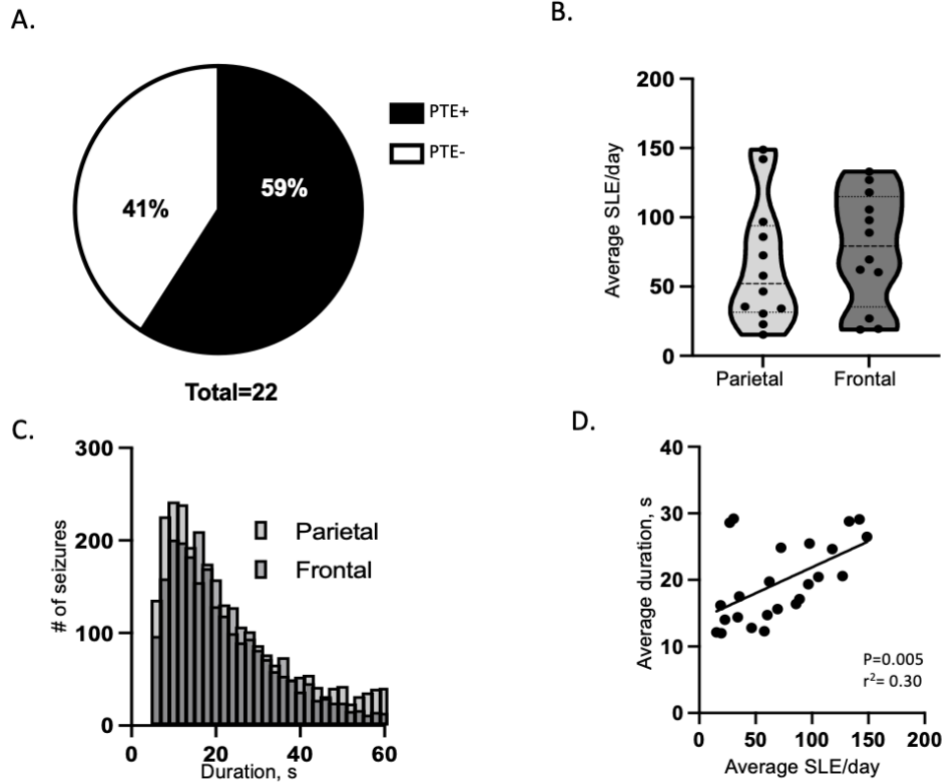 A.
PTE+
PTE-
59%
41%
Total=22
B.
200
150
100
50
0
Average SLE/day
Parietal
Frontal
C.
300
200
100
0
# of seizures
Parietal
Frontal
0
20
40
60
Duration, s
D.
40
30
20
10
0
Average duration, s
P=0.005
r²= 0.30
0
50
100
150
200
Average SLE/day